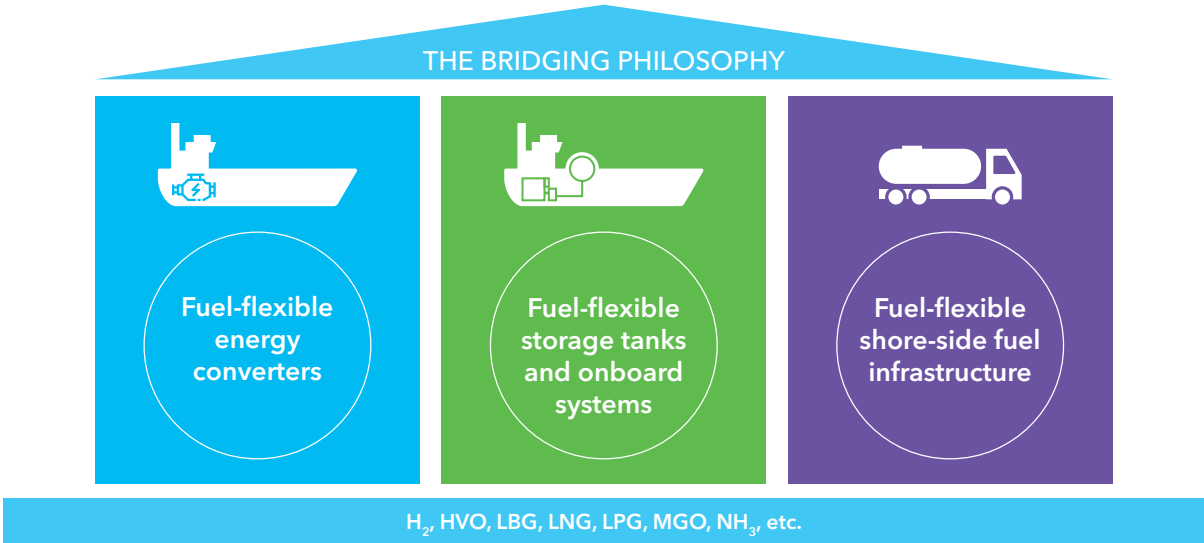 THE BRIDGING PHILOSOPHY
Fuel-flexible
energy
converters
Fuel-flexible
storage tanks
and onboard
systems
Fuel-flexible
shore-side fuel
infrastructure
H₂, HVO, LBG, LNG, LPG, MGO, NH₃, etc.